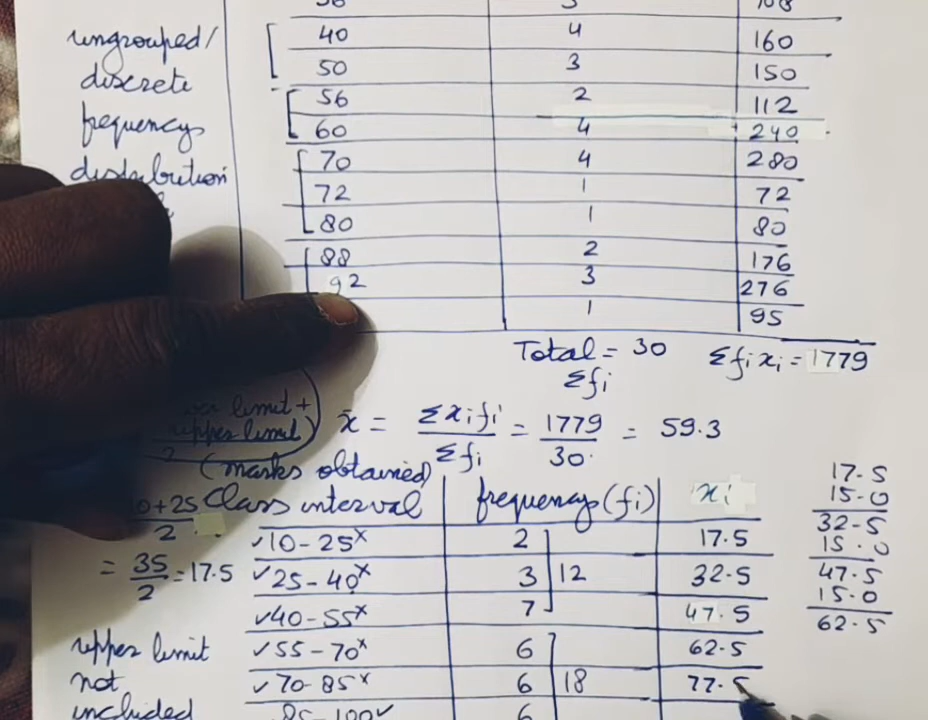 ungrouped/
discrete
frequency
distribution
40 4 160
50 3 150
56 2 112
60 4 240
70 4 280
72 1 72
80 1 80
88 2 176
92 3 276
1 95
Total = 30 Σfixi = 1779
Σfi
limit +
upper limit)
2
x̄ = Σxifi / Σfi = 1779 / 30 = 59.3
(marks obtained)
0+25 / 2
= 35 / 2 = 17.5
Class interval frequency (fi) xi
✓10-25× 2 17.5
✓25-40× 3 12 32.5
✓40-55× 7 47.5
✓55-70× 6 62.5
✓70-85× 6 18 77.5
85-100✓ 6
upper limit
not
included
17.5
15.0
32.5
15.0
47.5
15.0
62.5